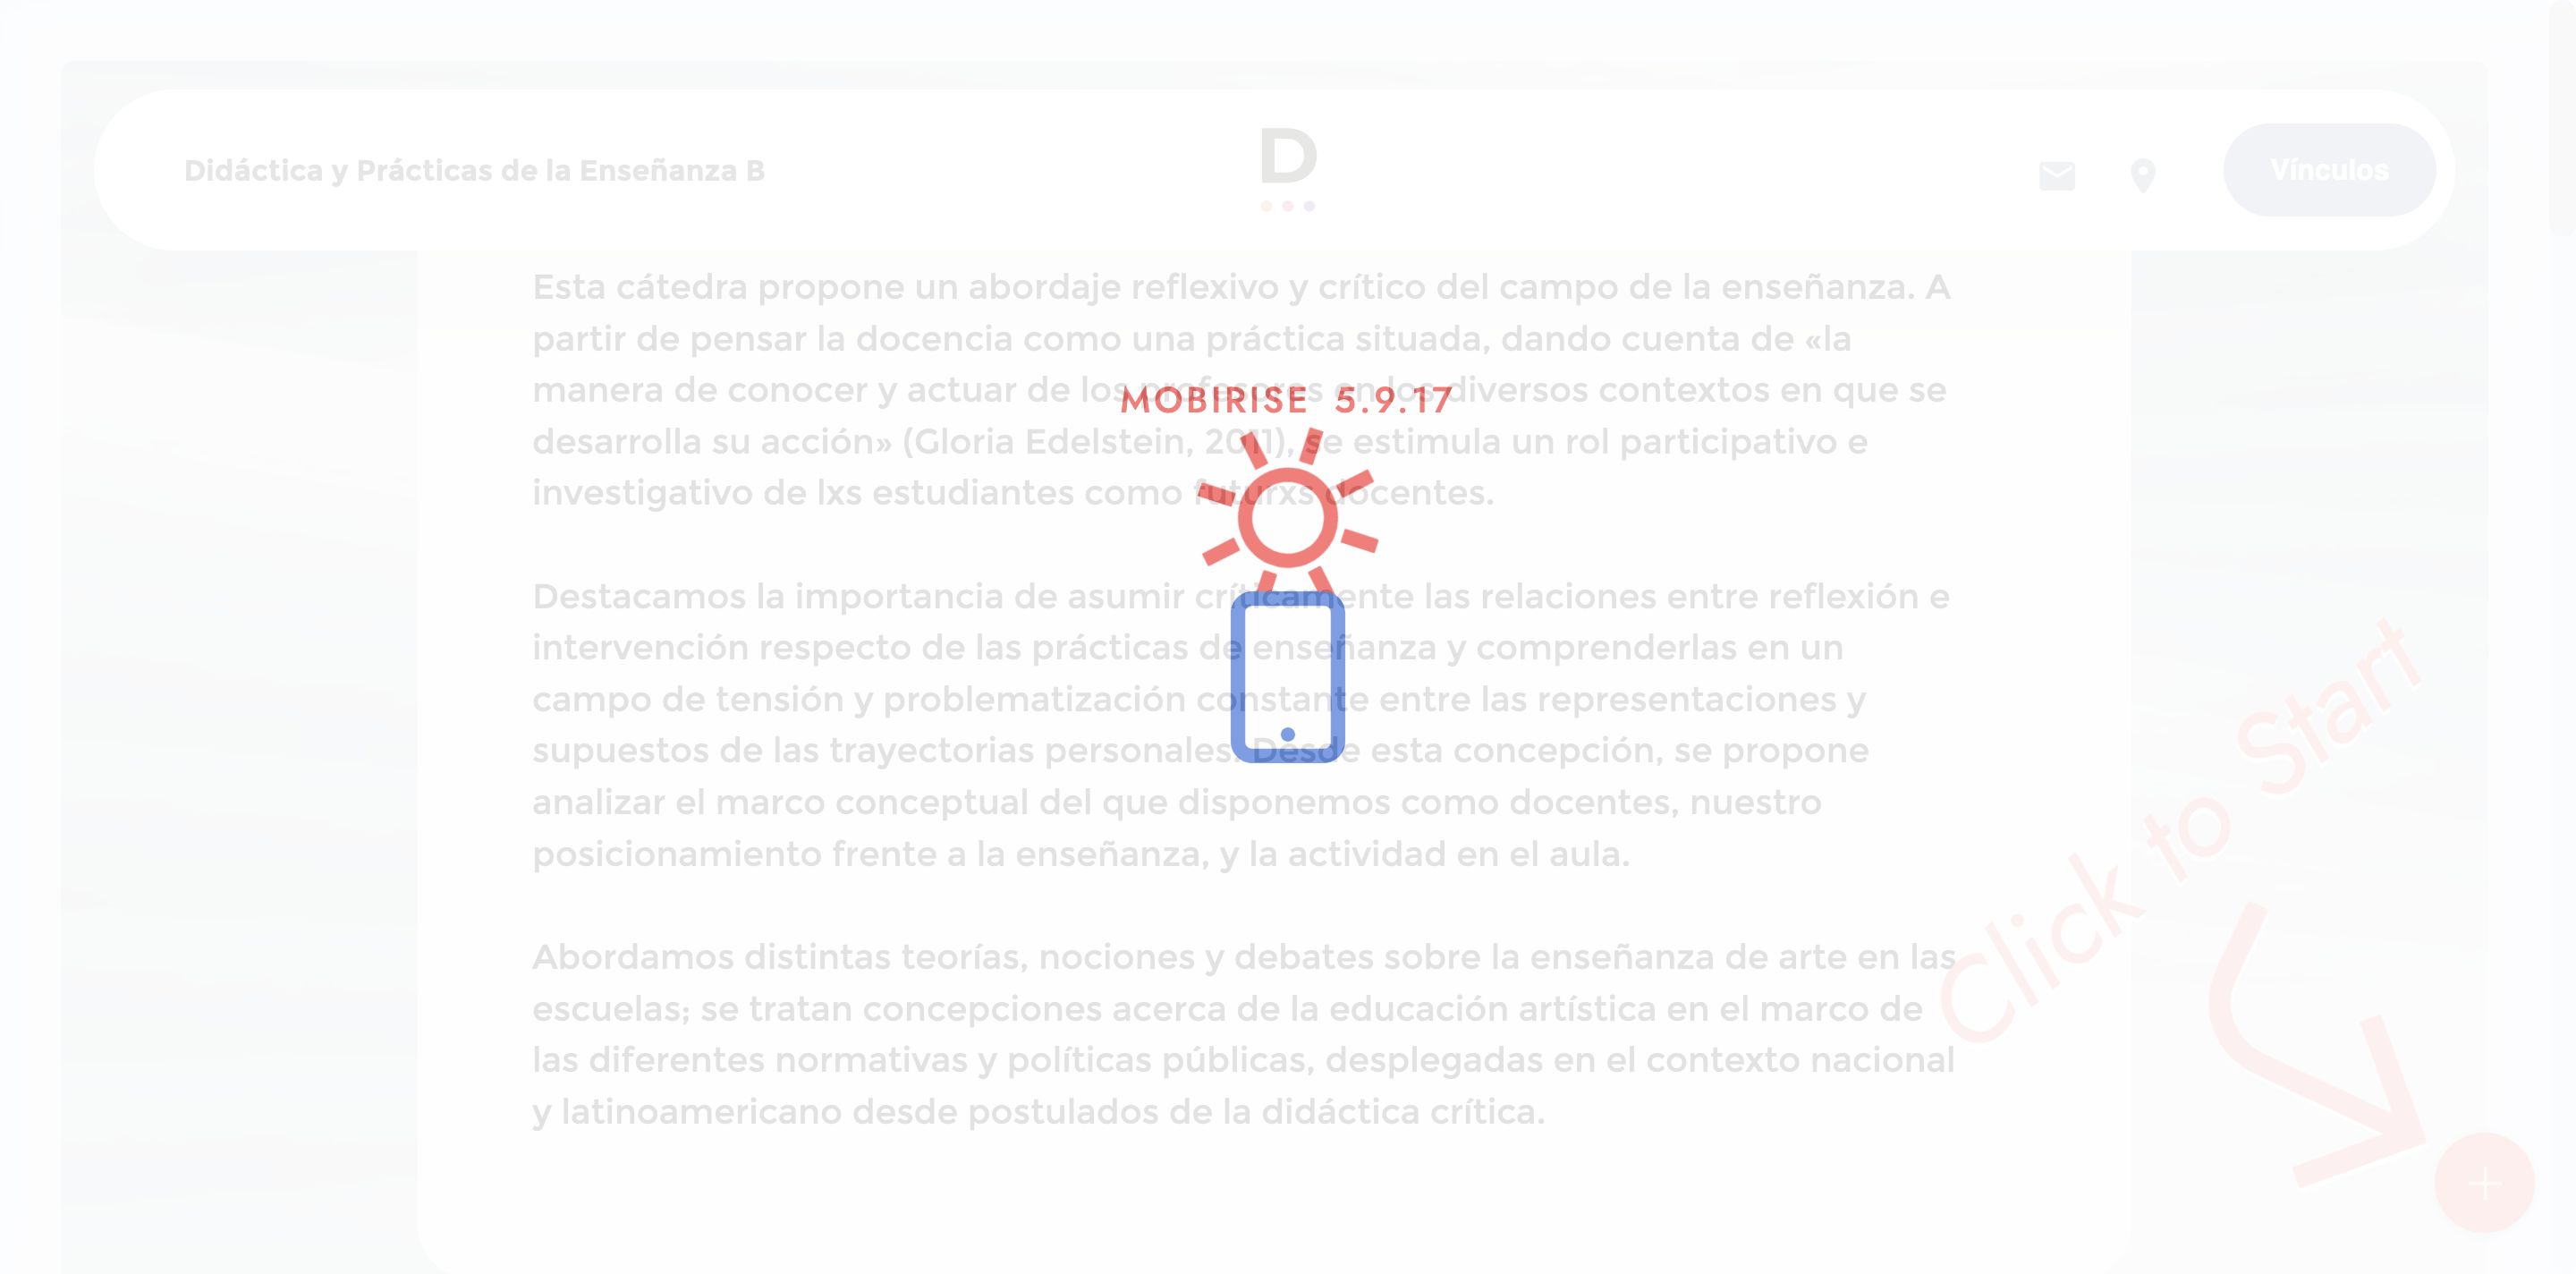 Didáctica y Prácticas de la Enseñanza B
D
Vínculos
Esta cátedra propone un abordaje reflexivo y crítico del campo de la enseñanza. A
partir de pensar la docencia como una práctica situada, dando cuenta de «la
manera de conocer y actuar de los profesores en los diversos contextos en que se
MOBIRISE 5.9.17
desarrolla su acción» (Gloria Edelstein, 2011), se estimula un rol participativo e
investigativo de lxs estudiantes como futurxs docentes.
Destacamos la importancia de asumir críticamente las relaciones entre reflexión e
intervención respecto de las prácticas de enseñanza y comprenderlas en un
campo de tensión y problematización constante entre las representaciones y
supuestos de las trayectorias personales. Desde esta concepción, se propone
analizar el marco conceptual del que disponemos como docentes, nuestro
posicionamiento frente a la enseñanza, y la actividad en el aula.
Abordamos distintas teorías, nociones y debates sobre la enseñanza de arte en las
escuelas; se tratan concepciones acerca de la educación artística en el marco de
las diferentes normativas y políticas públicas, desplegadas en el contexto nacional
y latinoamericano desde postulados de la didáctica crítica.
Click to Start
+